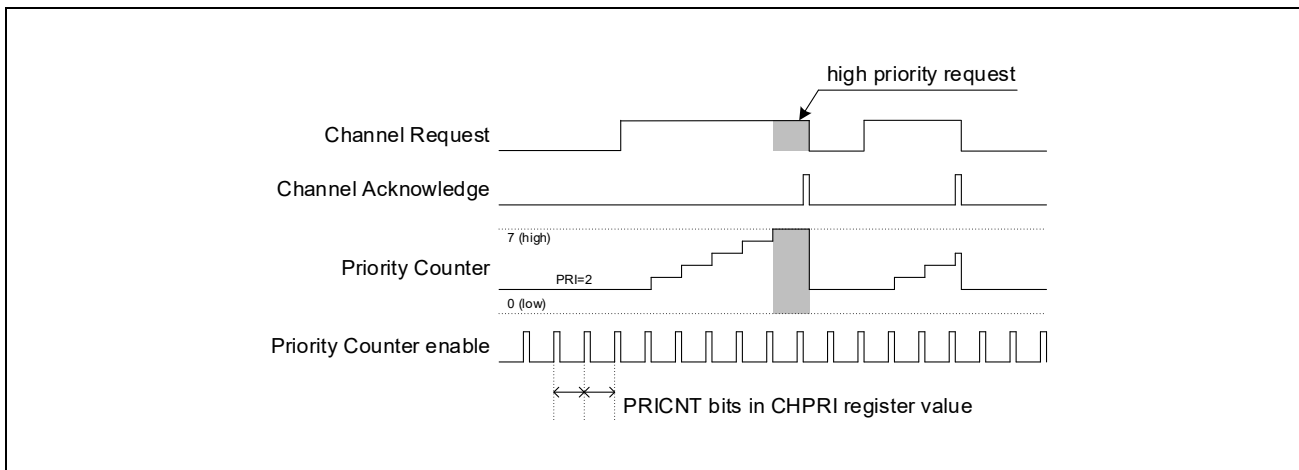 high priority request
Channel Request
Channel Acknowledge
7 (high)
Priority Counter
PRI=2
0 (low)
Priority Counter enable
PRICNT bits in CHPRI register value